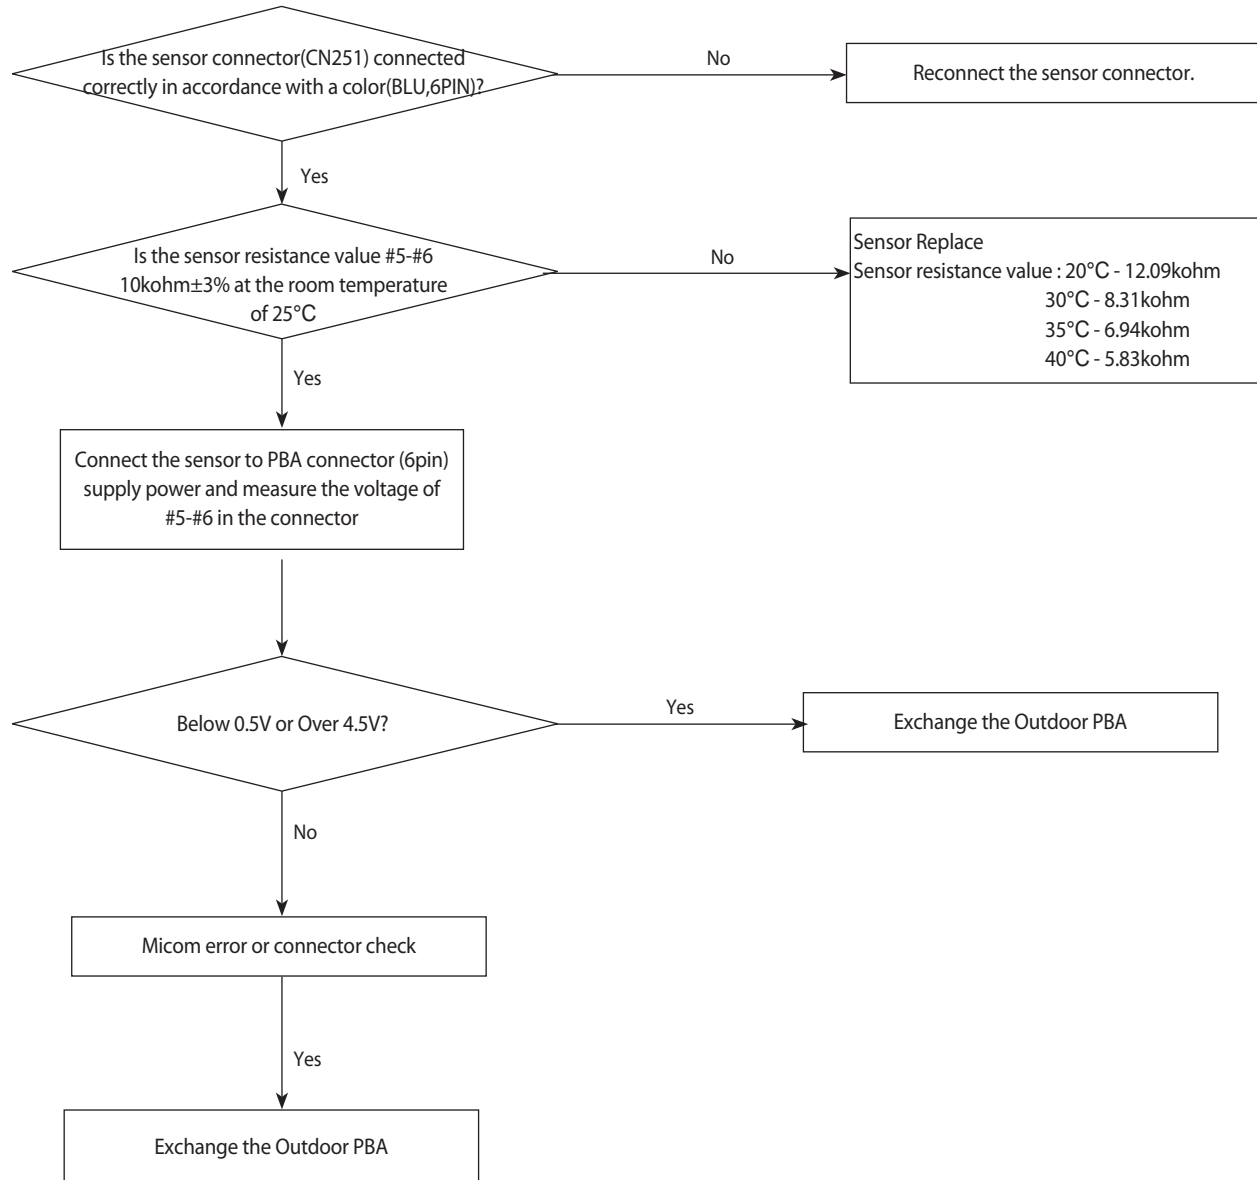 Is the sensor connector(CN251) connected
correctly in accordance with a color(BLU,6PIN)?
No
Reconnect the sensor connector.
Yes
Is the sensor resistance value #5-#6
10kohm±3% at the room temperature
of 25°C
No
Sensor Replace
Sensor resistance value : 20°C - 12.09kohm
30°C - 8.31kohm
35°C - 6.94kohm
40°C - 5.83kohm
Yes
Connect the sensor to PBA connector (6pin)
supply power and measure the voltage of
#5-#6 in the connector
Below 0.5V or Over 4.5V?
Yes
Exchange the Outdoor PBA
No
Micom error or connector check
Yes
Exchange the Outdoor PBA